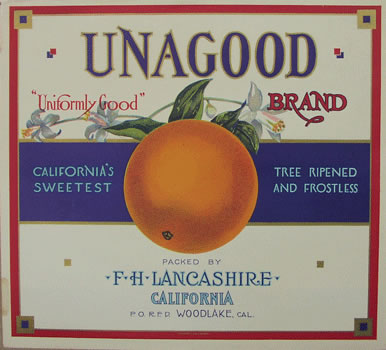 UNAGOOD
"Uniformly Good" BRAND
CALIFORNIA'S SWEETEST
TREE RIPENED AND FROSTLESS
PACKED BY
F·H·LANCASHIRE
CALIFORNIA
P.O. R.F.D. WOODLAKE, CAL.